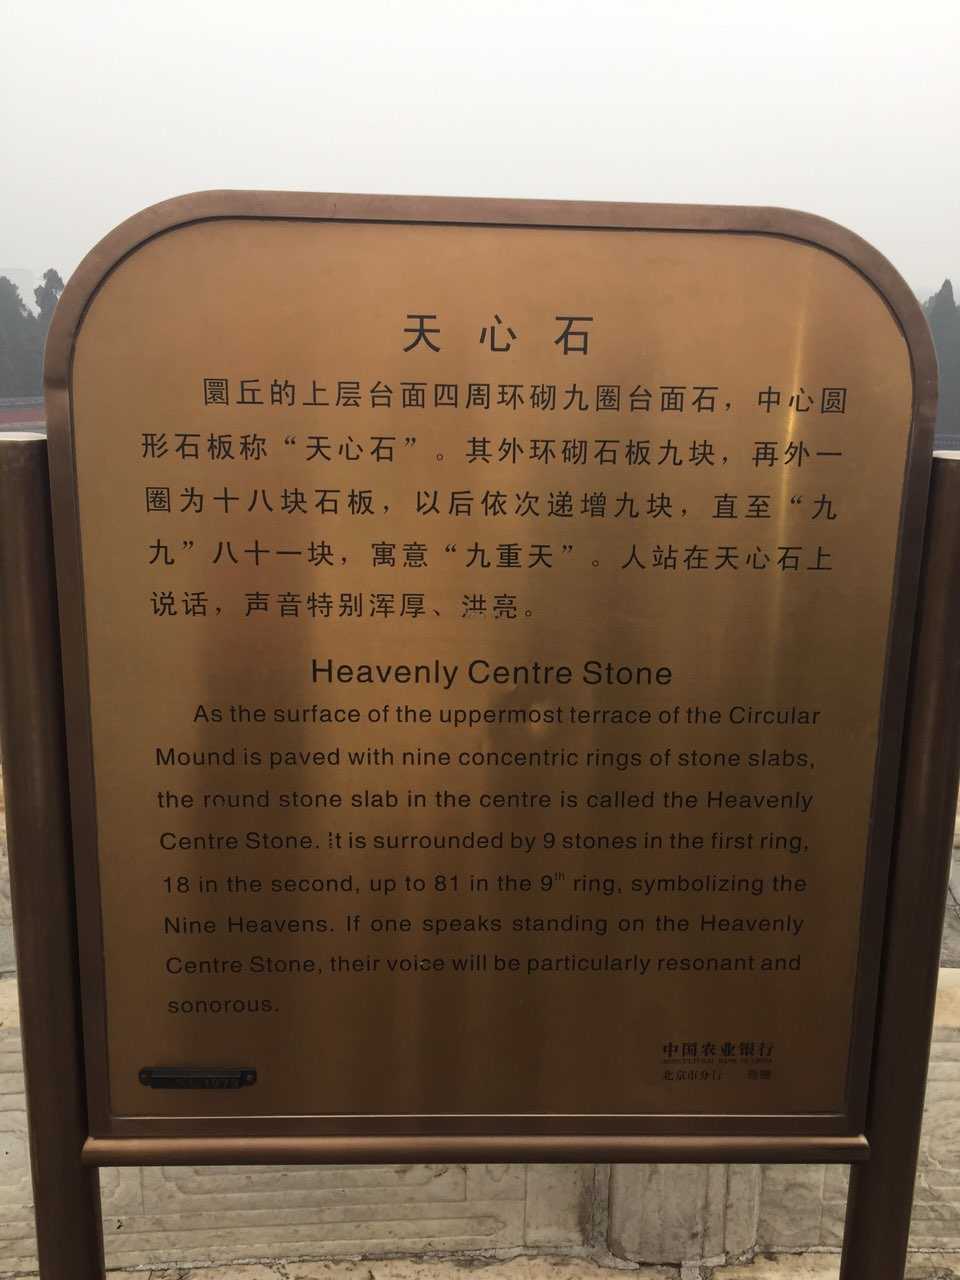 天心石
圜丘的上层台面四周环砌九圈台面石，中心圆
形石板称“天心石”。其外环砌石板九块，再外一
圈为十八块石板，以后依次递增九块，直至“九
九”八十一块，寓意“九重天”。人站在天心石上
说话，声音特别浑厚、洪亮。
Heavenly Centre Stone
As the surface of the uppermost terrace of the Circular
Mound is paved with nine concentric rings of stone slabs,
the round stone slab in the centre is called the Heavenly
Centre Stone. It is surrounded by 9 stones in the first ring,
18 in the second, up to 81 in the 9th ring, symbolizing the
Nine Heavens. If one speaks standing on the Heavenly
Centre Stone, their voice will be particularly resonant and
sonorous.
中国农业银行
AGRICULTURAL BANK OF CHINA
北京市分行